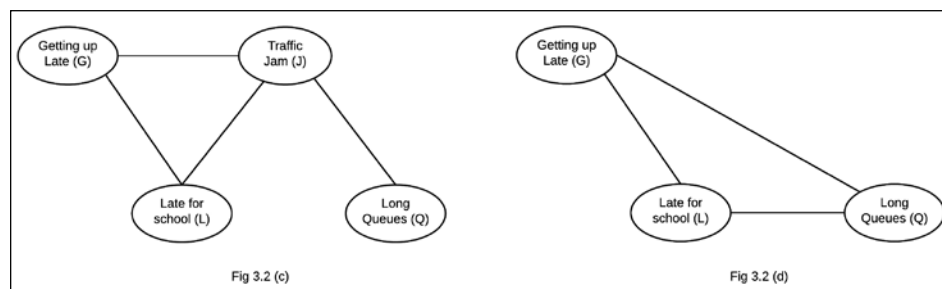 Getting up
Late (G)
Traffic
Jam (J)
Late for
school (L)
Long
Queues (Q)
Fig 3.2 (c)
Getting up
Late (G)
Late for
school (L)
Long
Queues (Q)
Fig 3.2 (d)